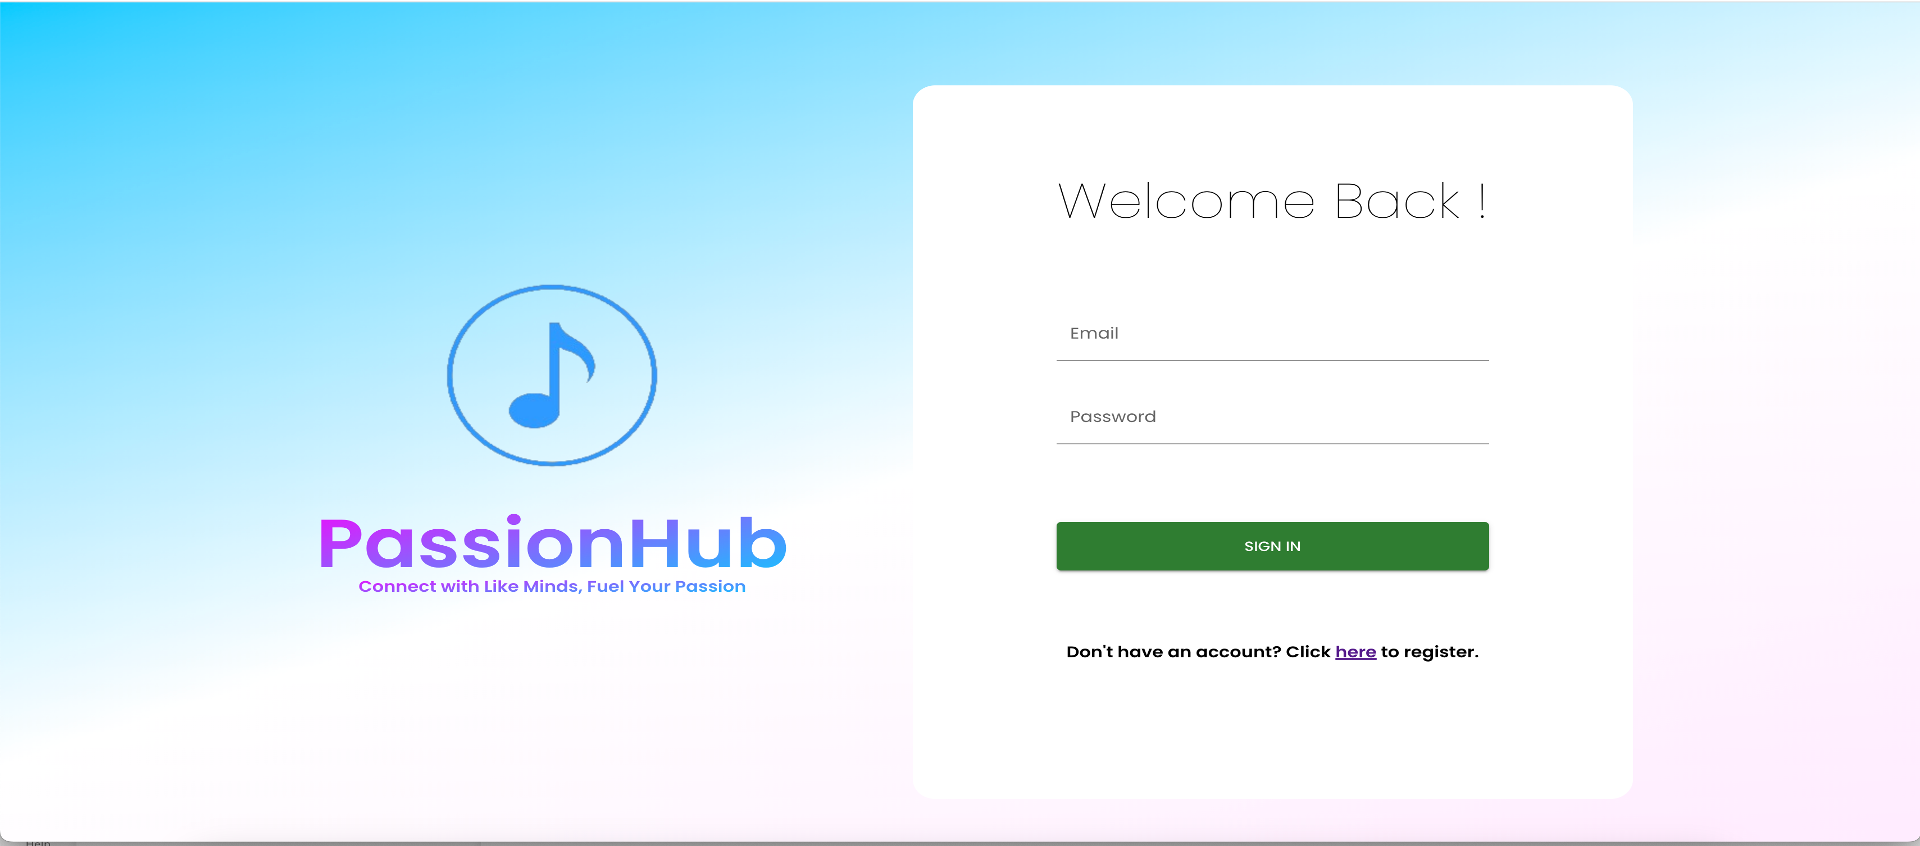 Welcome Back !
Email
Password
PassionHub
Connect with Like Minds, Fuel Your Passion
SIGN IN
Don't have an account? Click here to register.
Help